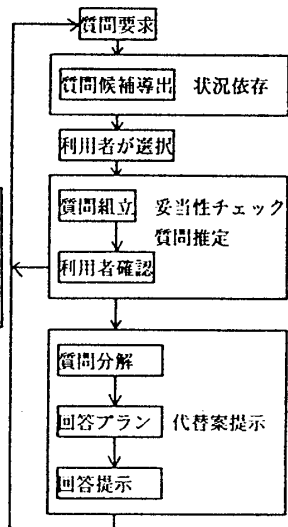 質問要求
質問候補導出 状況依存
利用者が選択
質問組立 妥当性チェック
質問推定
利用者確認
質問分解
回答プラン 代替案提示
回答提示